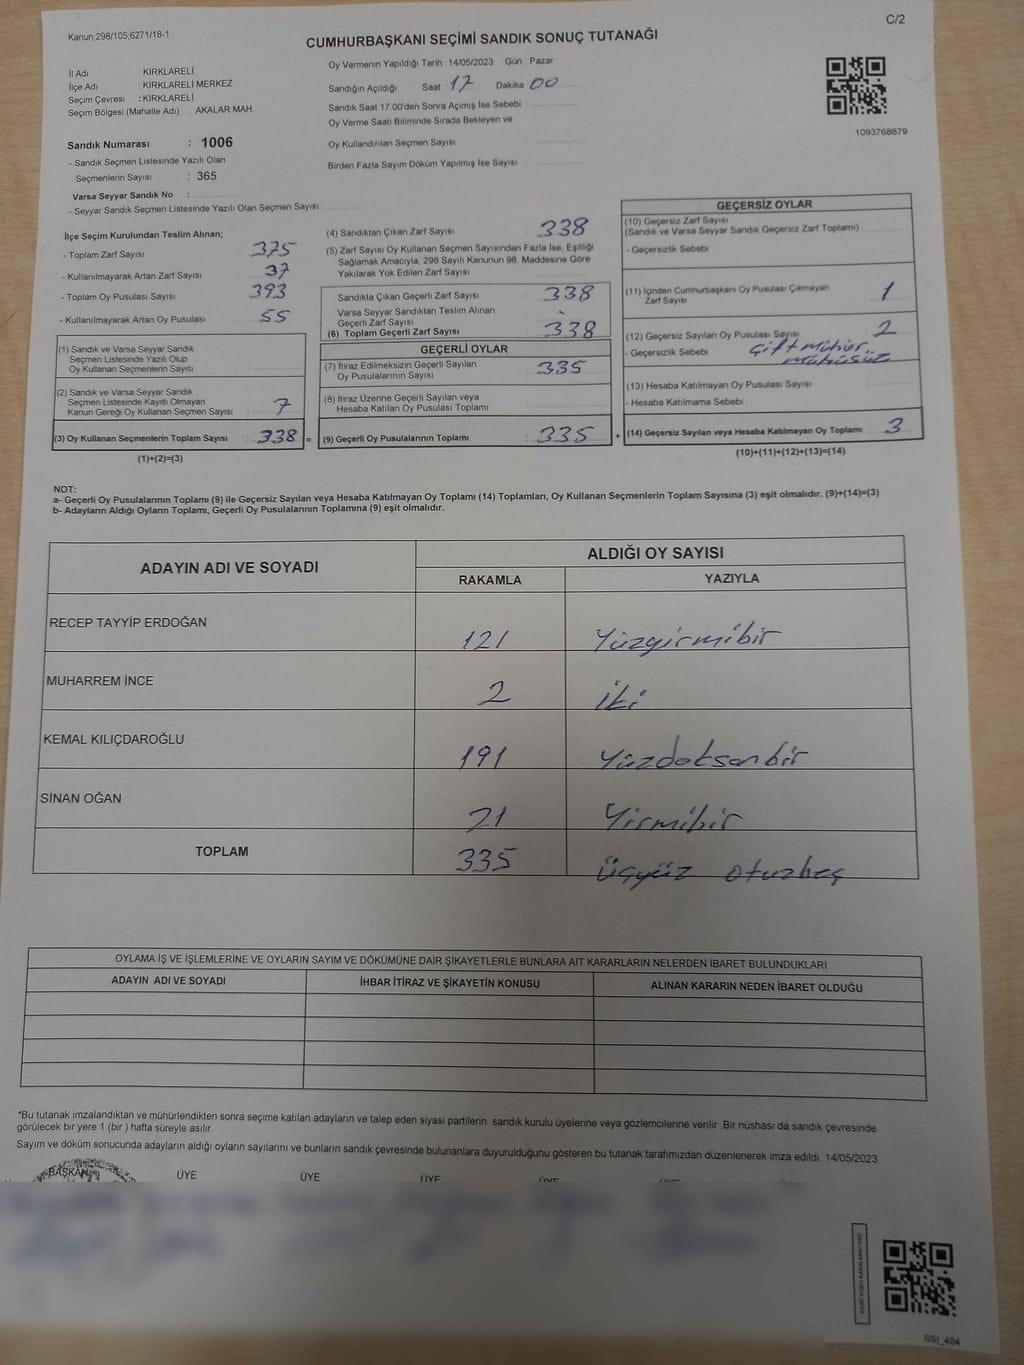 C/2
Kanun,298/105;6271/18-1
CUMHURBAŞKANI SEÇİMİ SANDIK SONUÇ TUTANAĞI
İl Adı : KIRKLARELİ
İlçe Adı : KIRKLARELİ MERKEZ
Seçim Çevresi : KIRKLARELİ
Seçim Bölgesi (Mahalle Adı) : AKALAR MAH.
Oy Vermenin Yapıldığı Tarih : 14/05/2023 Gün : Pazar
Sandığın Açıldığı Saat 17 Dakika 00
Sandık Saat 17.00'den Sonra Açımış İse Sebebi
Oy Verme Saati Bitiminde Sırada Bekleyen ve
Oy Kullandırılan Seçmen Sayısı
Birden Fazla Sayım Döküm Yapılmış İse Sayısı
1093768879
Sandık Numarası : 1006
- Sandık Seçmen Listesinde Yazılı Olan
Seçmenlerin Sayısı : 365
Varsa Seyyar Sandık No :
- Seyyar Sandık Seçmen Listesinde Yazılı Olan Seçmen Sayısı
İlçe Seçim Kurulundan Teslim Alınan;
- Toplam Zarf Sayısı : 375
- Kullanılmayarak Artan Zarf Sayısı : 37
- Toplam Oy Pusulası Sayısı : 393
- Kullanılmayarak Artan Oy Pusulası : 55
(1) Sandık ve Varsa Seyyar Sandık
Seçmen Listesinde Yazılı Olup
Oy Kullanan Seçmenlerin Sayısı
(2) Sandık ve Varsa Seyyar Sandık
Seçmen Listesinde Kayıtlı Olmayan
Kanun Gereği Oy Kullanan Seçmen Sayısı : 7
(3) Oy Kullanan Seçmenlerin Toplam Sayısı : 338 =
(1)+(2)=(3)
(4) Sandıktan Çıkan Zarf Sayısı : 338
(5) Zarf Sayısı Oy Kullanan Seçmen Sayısından Fazla İse, Eşitliği
Sağlamak Amacıyla, 298 Sayılı Kanunun 98. Maddesine Göre
Yakılarak Yok Edilen Zarf Sayısı
Sandıkta Çıkan Geçerli Zarf Sayısı : 338
Varsa Seyyar Sandıktan Teslim Alınan
Geçerli Zarf Sayısı
(6) Toplam Geçerli Zarf Sayısı : 338
GEÇERLİ OYLAR
(7) İtiraz Edilmeksizin Geçerli Sayılan
Oy Pusulalarının Sayısı : 335
(8) İtiraz Üzerine Geçerli Sayılan veya
Hesaba Katılan Oy Pusulası Toplamı
(9) Geçerli Oy Pusulalarının Toplamı : 335 +
GEÇERSİZ OYLAR
(10) Geçersiz Zarf Sayısı
(Sandık ve Varsa Seyyar Sandık Geçersiz Zarf Toplamı)
- Geçersizlik Sebebi
(11) İçinden Cumhurbaşkanı Oy Pusulası Çıkmayan
Zarf Sayısı : 1
(12) Geçersiz Sayılan Oy Pusulası Sayısı : 2
- Geçersizlik Sebebi : Çift mühür,
mühüsüz
(13) Hesaba Katılmayan Oy Pusulası Sayısı
- Hesaba Katılmama Sebebi
(14) Geçersiz Sayılan veya Hesaba Katılmayan Oy Toplamı : 3
(10)+(11)+(12)+(13)=(14)
NOT:
a- Geçerli Oy Pusulalarının Toplamı (9) ile Geçersiz Sayılan veya Hesaba Katılmayan Oy Toplamı (14) Toplamları, Oy Kullanan Seçmenlerin Toplam Sayısına (3) eşit olmalıdır. (9)+(14)=(3)
b- Adayların Aldığı Oyların Toplamı, Geçerli Oy Pusulalarının Toplamına (9) eşit olmalıdır.
ADAYIN ADI VE SOYADI ALDIĞI OY SAYISI
RAKAMLA YAZIYLA
RECEP TAYYİP ERDOĞAN 121 Yüzyirmibir
MUHARREM İNCE 2 iki
KEMAL KILIÇDAROĞLU 191 Yüzdoksanbir
SİNAN OĞAN 21 Yirmibir
TOPLAM 335 üçyüz otuzbeş
OYLAMA İŞ VE İŞLEMLERİNE VE OYLARIN SAYIM VE DÖKÜMÜNE DAİR ŞİKAYETLERLE BUNLARA AİT KARARLARIN NELERDEN İBARET BULUNDUKLARI
ADAYIN ADI VE SOYADI İHBAR İTİRAZ VE ŞİKAYETİN KONUSU ALINAN KARARIN NEDEN İBARET OLDUĞU
*Bu tutanak imzalandıktan ve mühürlendikten sonra seçime katılan adayların ve talep eden siyasi partilerin sandık kurulu üyelerine veya gözlemcilerine verilir. Bir nüshası da sandık çevresinde
görülecek bir yere 1 (bir ) hafta süreyle asılır.
Sayım ve döküm sonucunda adayların aldığı oyların sayılarını ve bunların sandık çevresinde bulunanlara duyurulduğunu gösteren bu tutanak tarafımızdan düzenlenerek imza edildi. 14/05/2023
BAŞKAN ÜYE ÜYE ÜYE ÜYE ÜYE
SSI_404